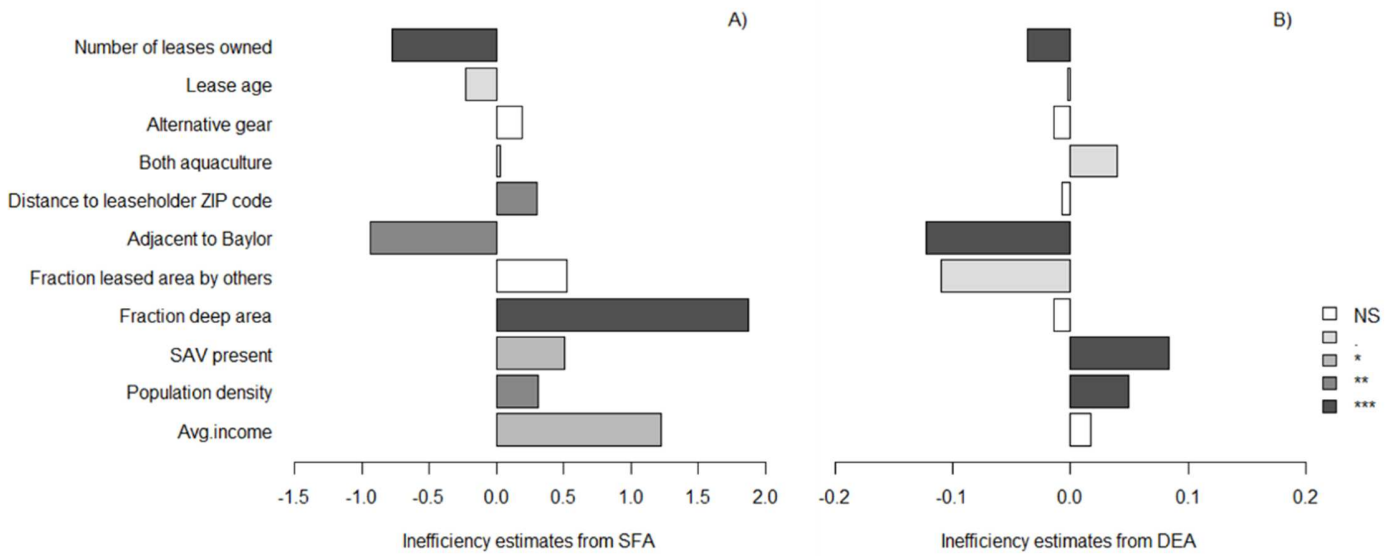 A)
B)
Number of leases owned
Lease age
Alternative gear
Both aquaculture
Distance to leaseholder ZIP code
Adjacent to Baylor
Fraction leased area by others
Fraction deep area
SAV present
Population density
Avg.income
NS
.
*
**
***
-1.5 -1.0 -0.5 0.0 0.5 1.0 1.5 2.0
-0.2 -0.1 0.0 0.1 0.2
Inefficiency estimates from SFA
Inefficiency estimates from DEA